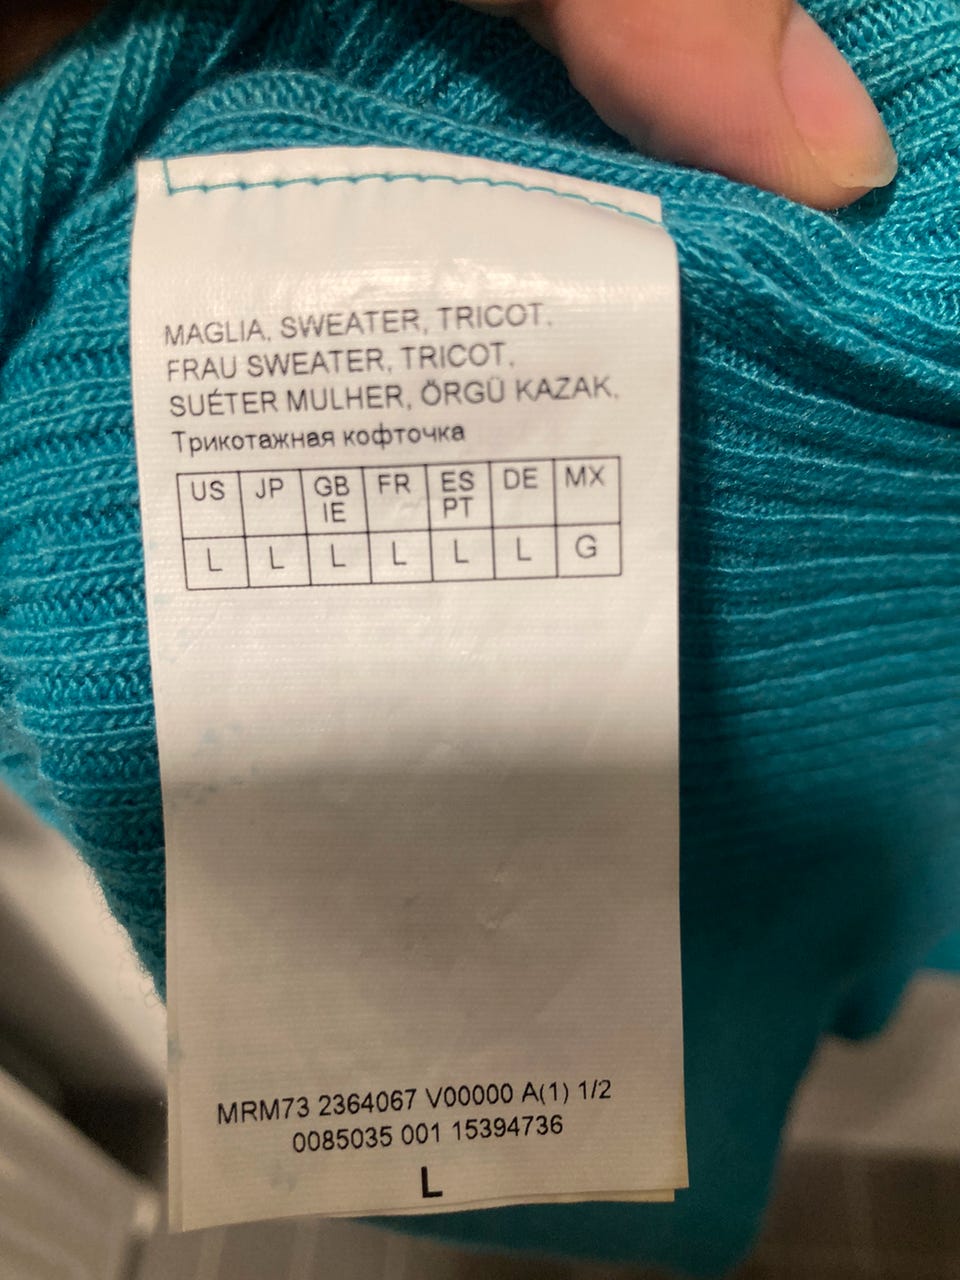 MAGLIA, SWEATER, TRICOT,
FRAU SWEATER, TRICOT,
SUÉTER MULHER, ÖRGÜ KAZAK,
Трикотажная кофточка
US JP GB IE FR ES PT DE MX
L L L L L L G
MRM73 2364067 V00000 A(1) 1/2
0085035 001 15394736
L